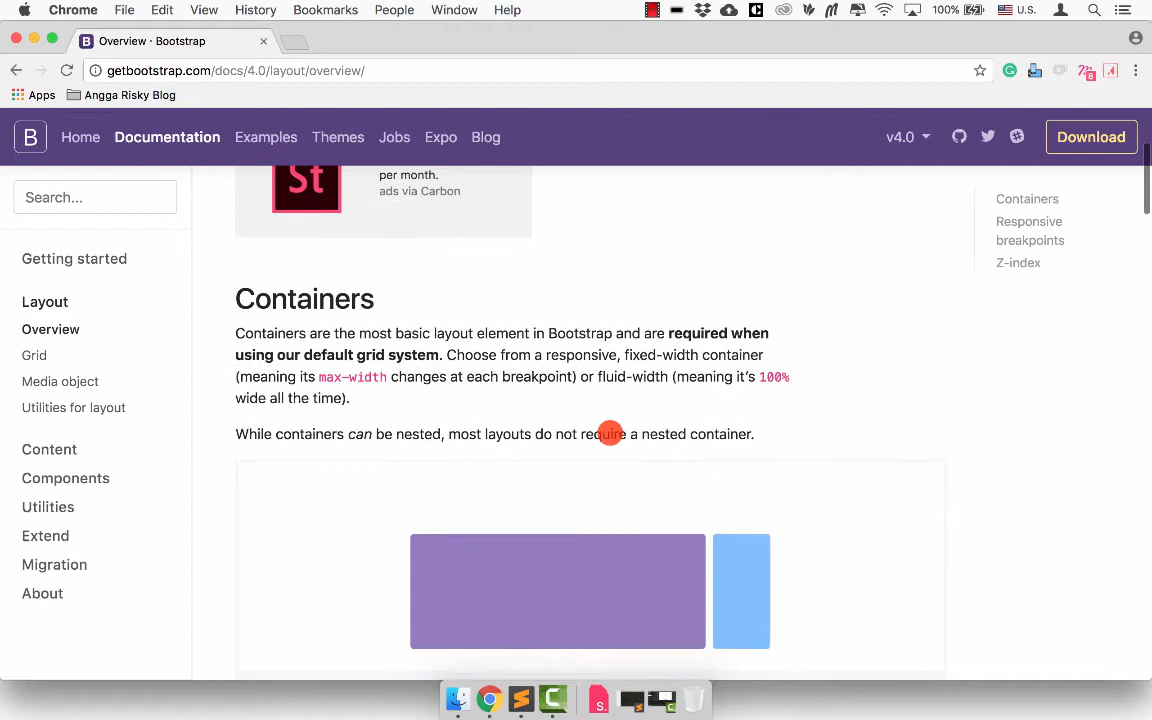 Chrome File Edit View History Bookmarks People Window Help 100% U.S.
B Overview · Bootstrap ×
getbootstrap.com/docs/4.0/layout/overview/
Apps Angga Risky Blog
B Home Documentation Examples Themes Jobs Expo Blog v4.0 Download
Search...
Getting started
Layout
Overview
Grid
Media object
Utilities for layout
Content
Components
Utilities
Extend
Migration
About
St
per month.
ads via Carbon
Containers
Containers are the most basic layout element in Bootstrap and are required when
using our default grid system. Choose from a responsive, fixed-width container
(meaning its max-width changes at each breakpoint) or fluid-width (meaning it’s 100%
wide all the time).
While containers can be nested, most layouts do not require a nested container.
Containers
Responsive
breakpoints
Z-index
S.